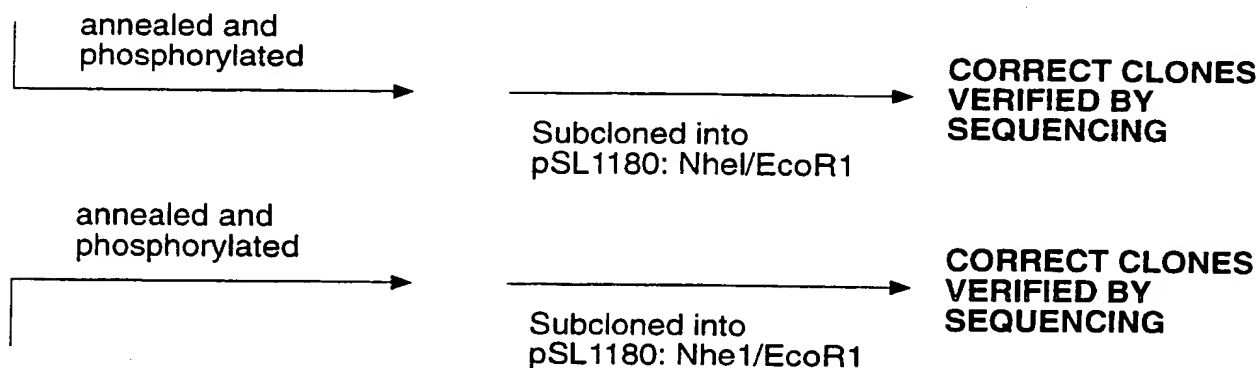 annealed and
phosphorylated
Subcloned into
pSL1180: NheI/EcoR1
CORRECT CLONES
VERIFIED BY
SEQUENCING
annealed and
phosphorylated
Subcloned into
pSL1180: Nhe1/EcoR1
CORRECT CLONES
VERIFIED BY
SEQUENCING